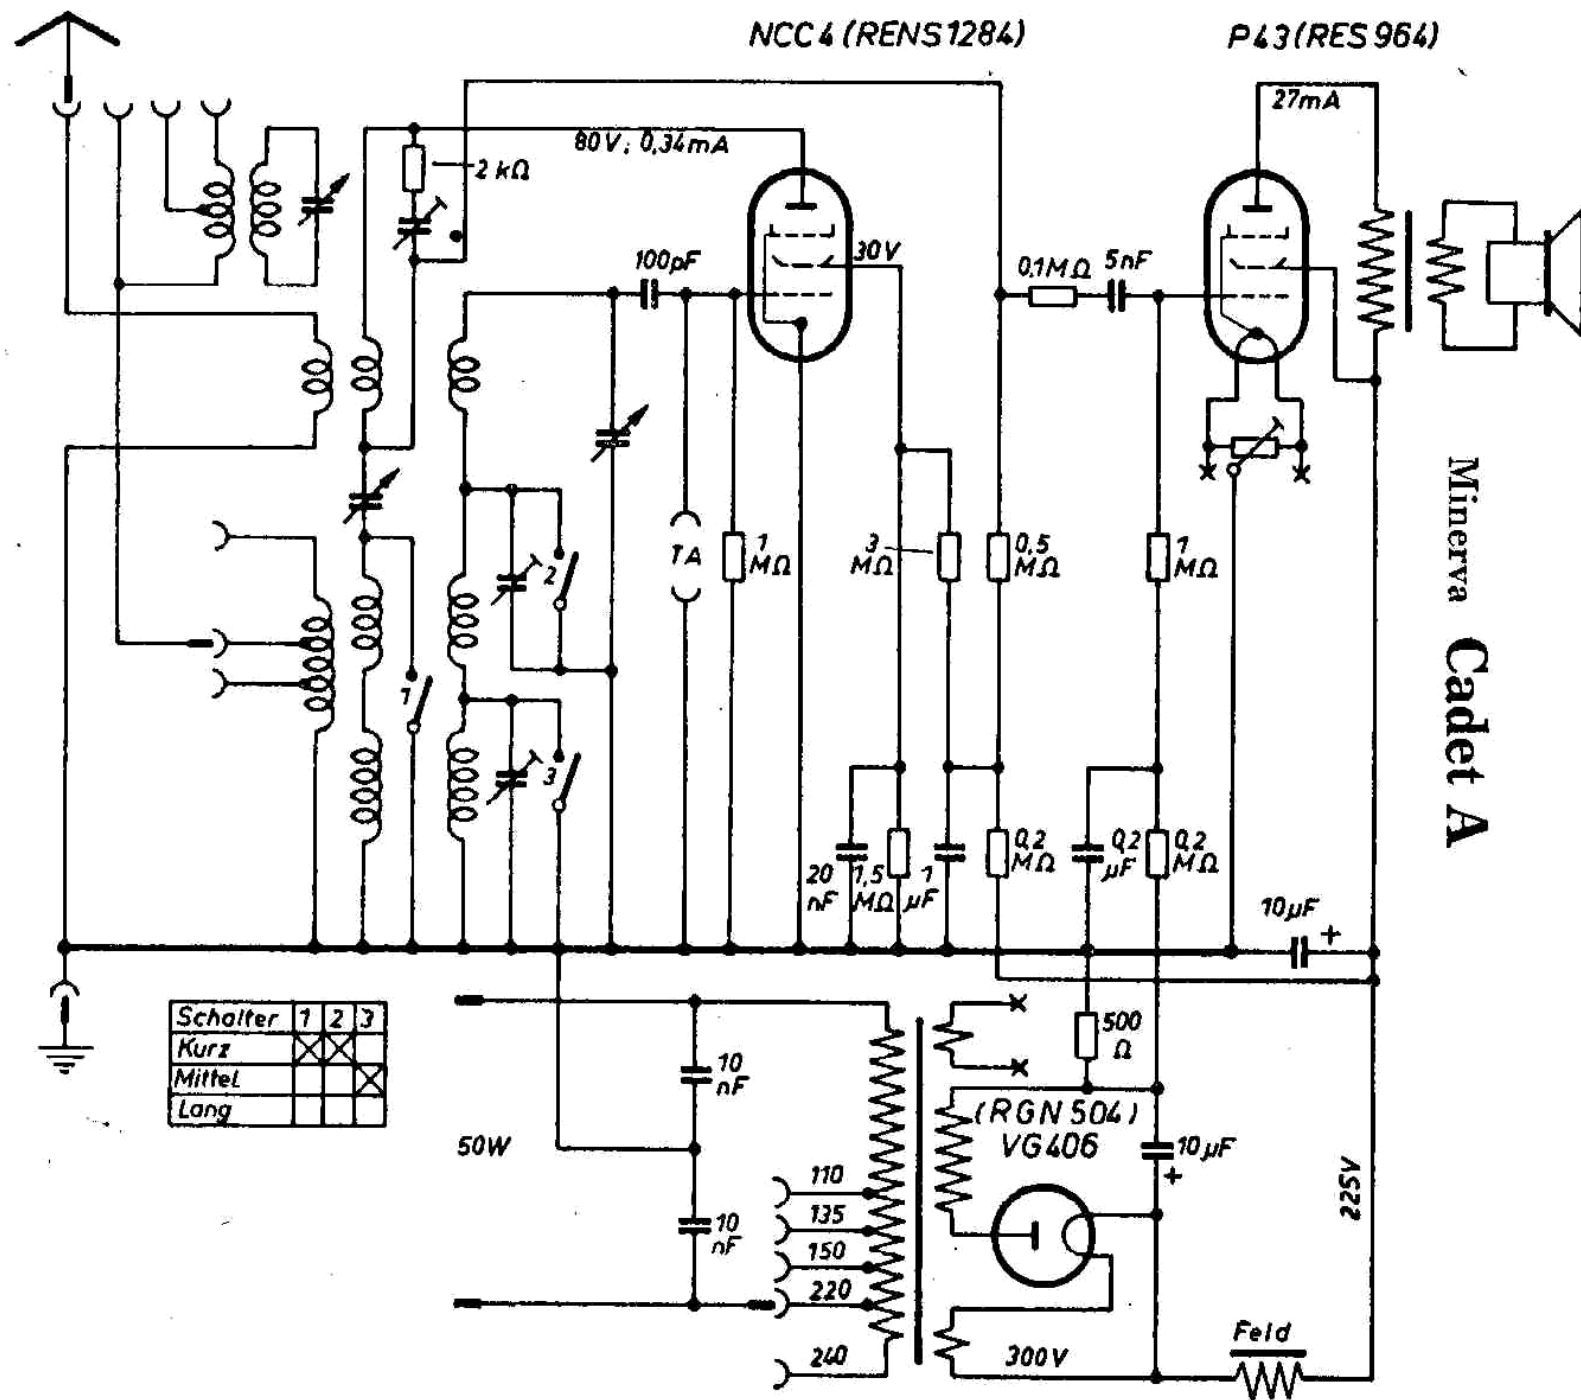 NCC4 (RENS1284)
P43 (RES964)
27mA
80V; 0,34mA
2 kΩ
30V
100pF
0,1MΩ
5nF
TA
1
MΩ
3
MΩ
0,5
MΩ
1
MΩ
1
2
3
20
nF
1,5
MΩ
1
µF
0,2
MΩ
0,2
µF
0,2
MΩ
10µF
+
Minerva Cadet A
Schalter 1 2 3
Kurz
Mittel
Lang
50W
10
nF
10
nF
110
135
150
220
240
500
Ω
(RGN 504)
VG406
10µF
+
225V
300V
Feld